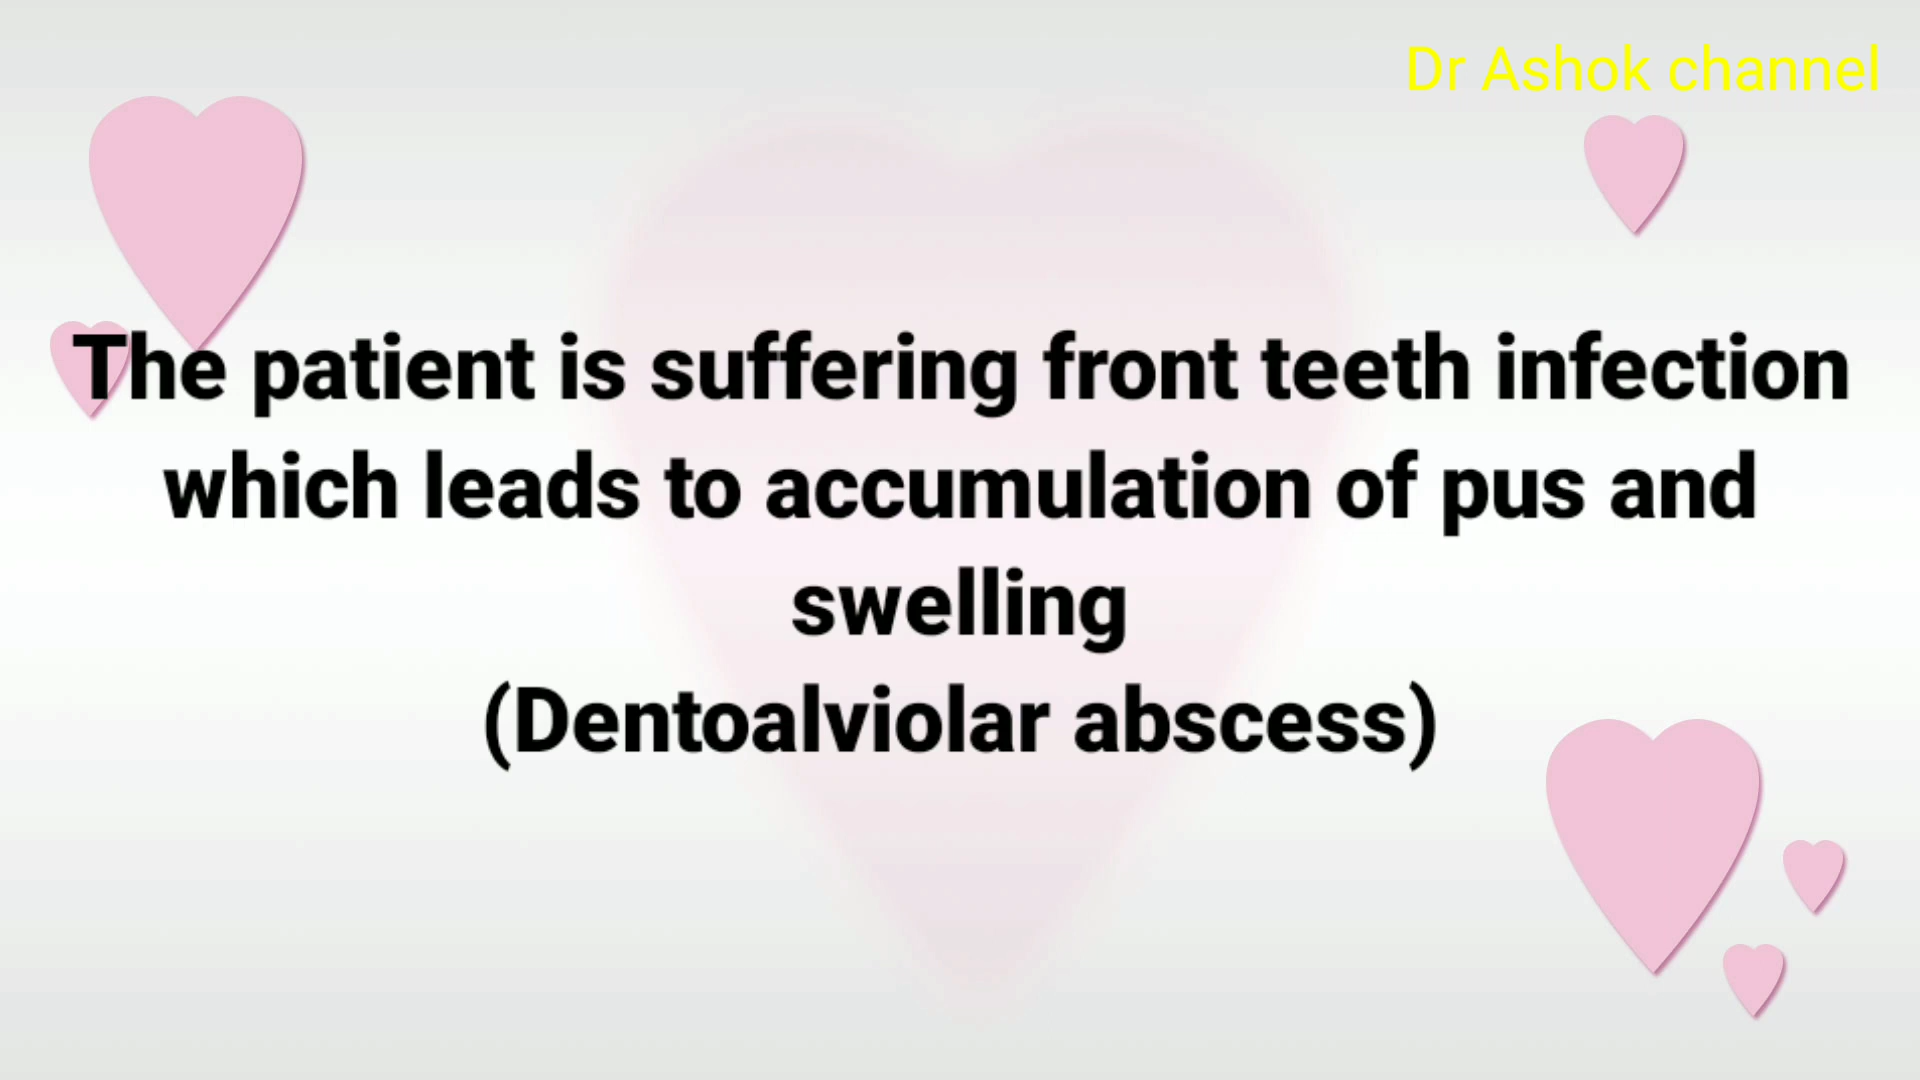 Dr Ashok channel
The patient is suffering front teeth infection
which leads to accumulation of pus and
swelling
(Dentoalviolar abscess)